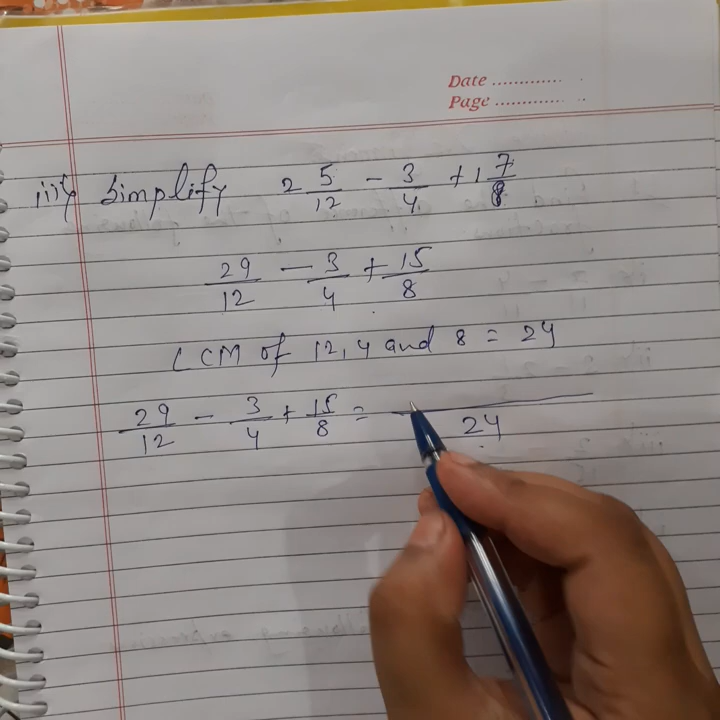 Date ............
Page ............
iii) Simplify 2 5/12 - 3/4 + 1 7/8
29/12 - 3/4 + 15/8
LCM of 12, 4 and 8 = 24
29/12 - 3/4 + 15/8 = /24